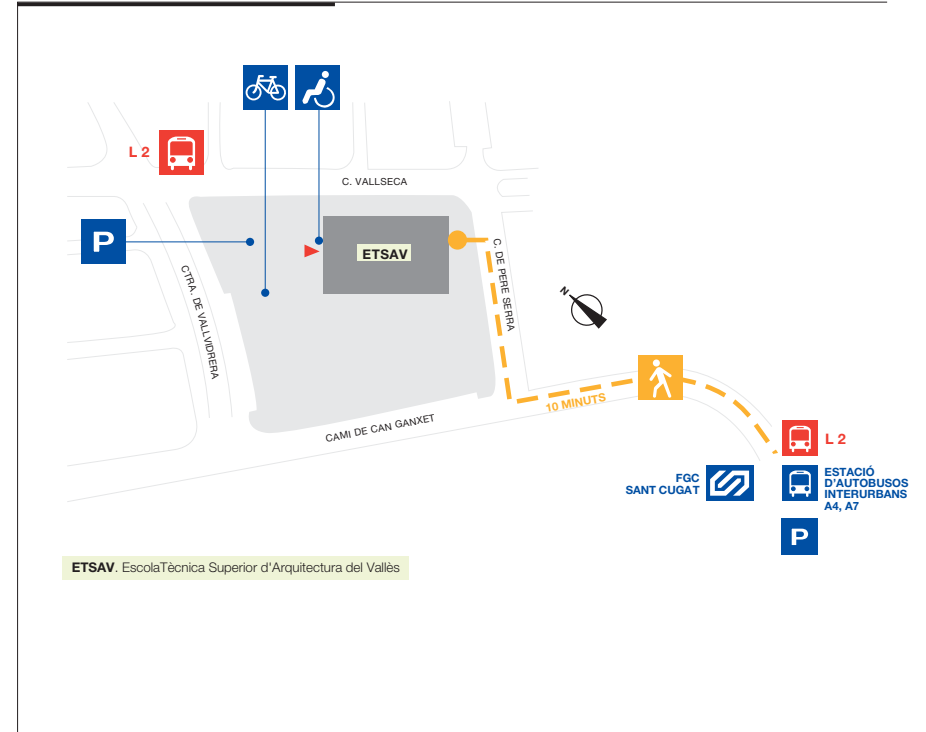 L 2
C. VALLSECA
P
ETSAV
C. DE PERE SERRA
CTRA. DE VALLVIDRERA
N
10 MINUTS
CAMI DE CAN GANXET
L 2
FGC
SANT CUGAT
ESTACIÓ
D'AUTOBUSOS
INTERURBANS
A4, A7
P
ETSAV. EscolaTècnica Superior d'Arquitectura del Vallès